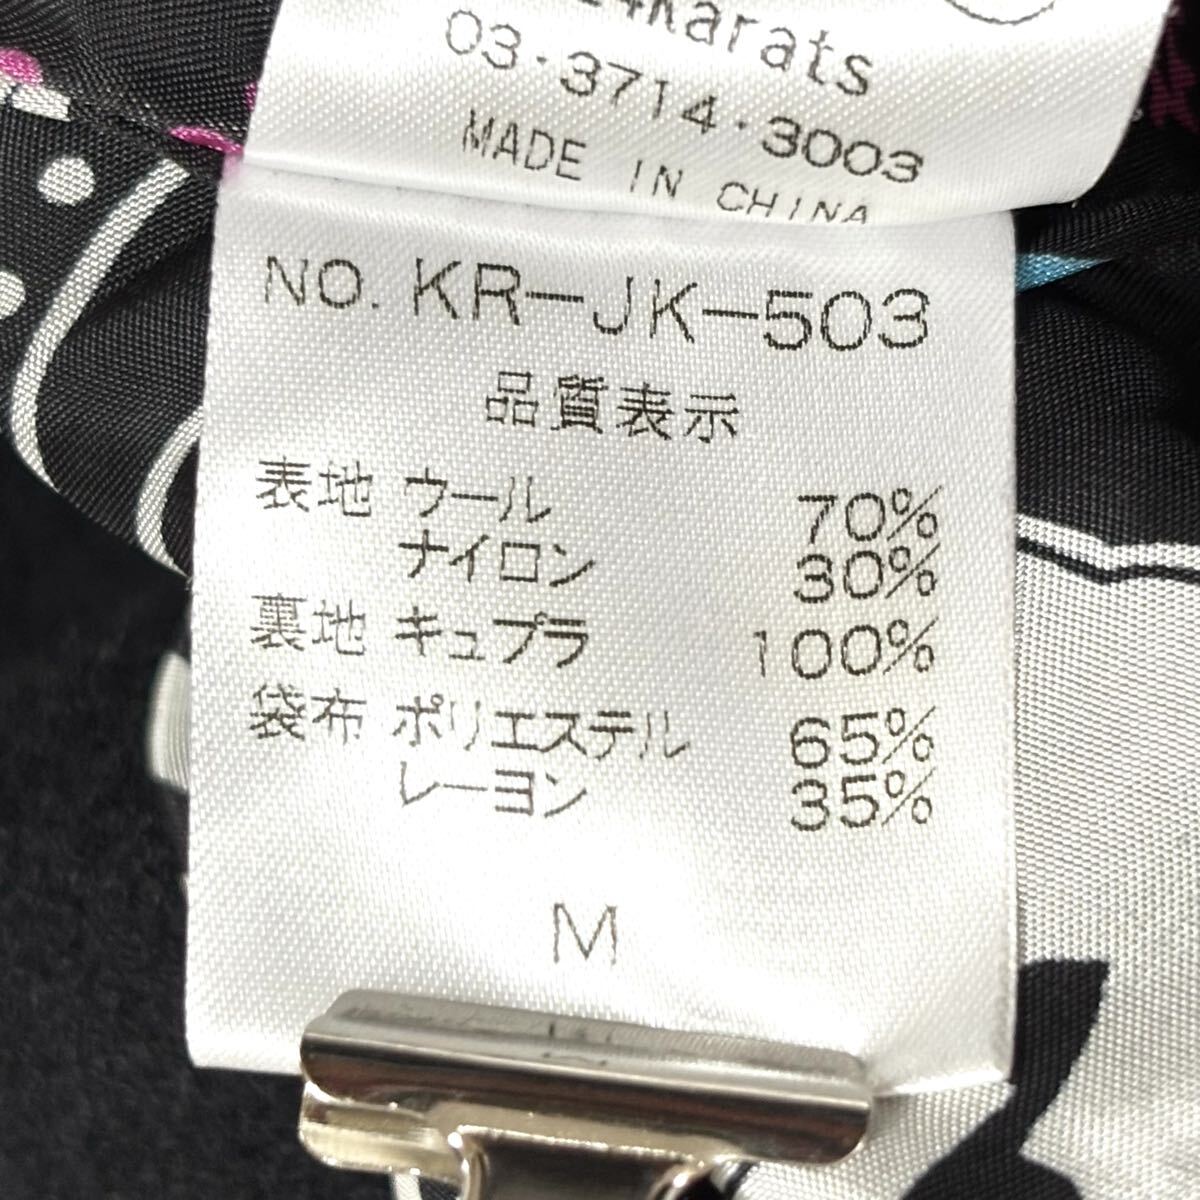 24karats
03-3714-3003
MADE IN CHINA
NO. KR-JK-503
品質表示
表地 ウール 70%
ナイロン 30%
裏地 キュプラ 100%
袋布 ポリエステル 65%
レーヨン 35%
M